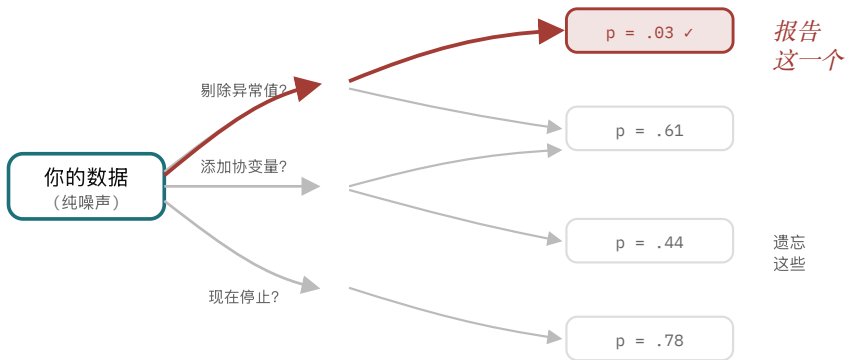 p = .03 ✓
报告
这一个
剔除异常值?
p = .61
添加协变量?
你的数据
(纯噪声)
p = .44
遗忘
这些
现在停止?
p = .78